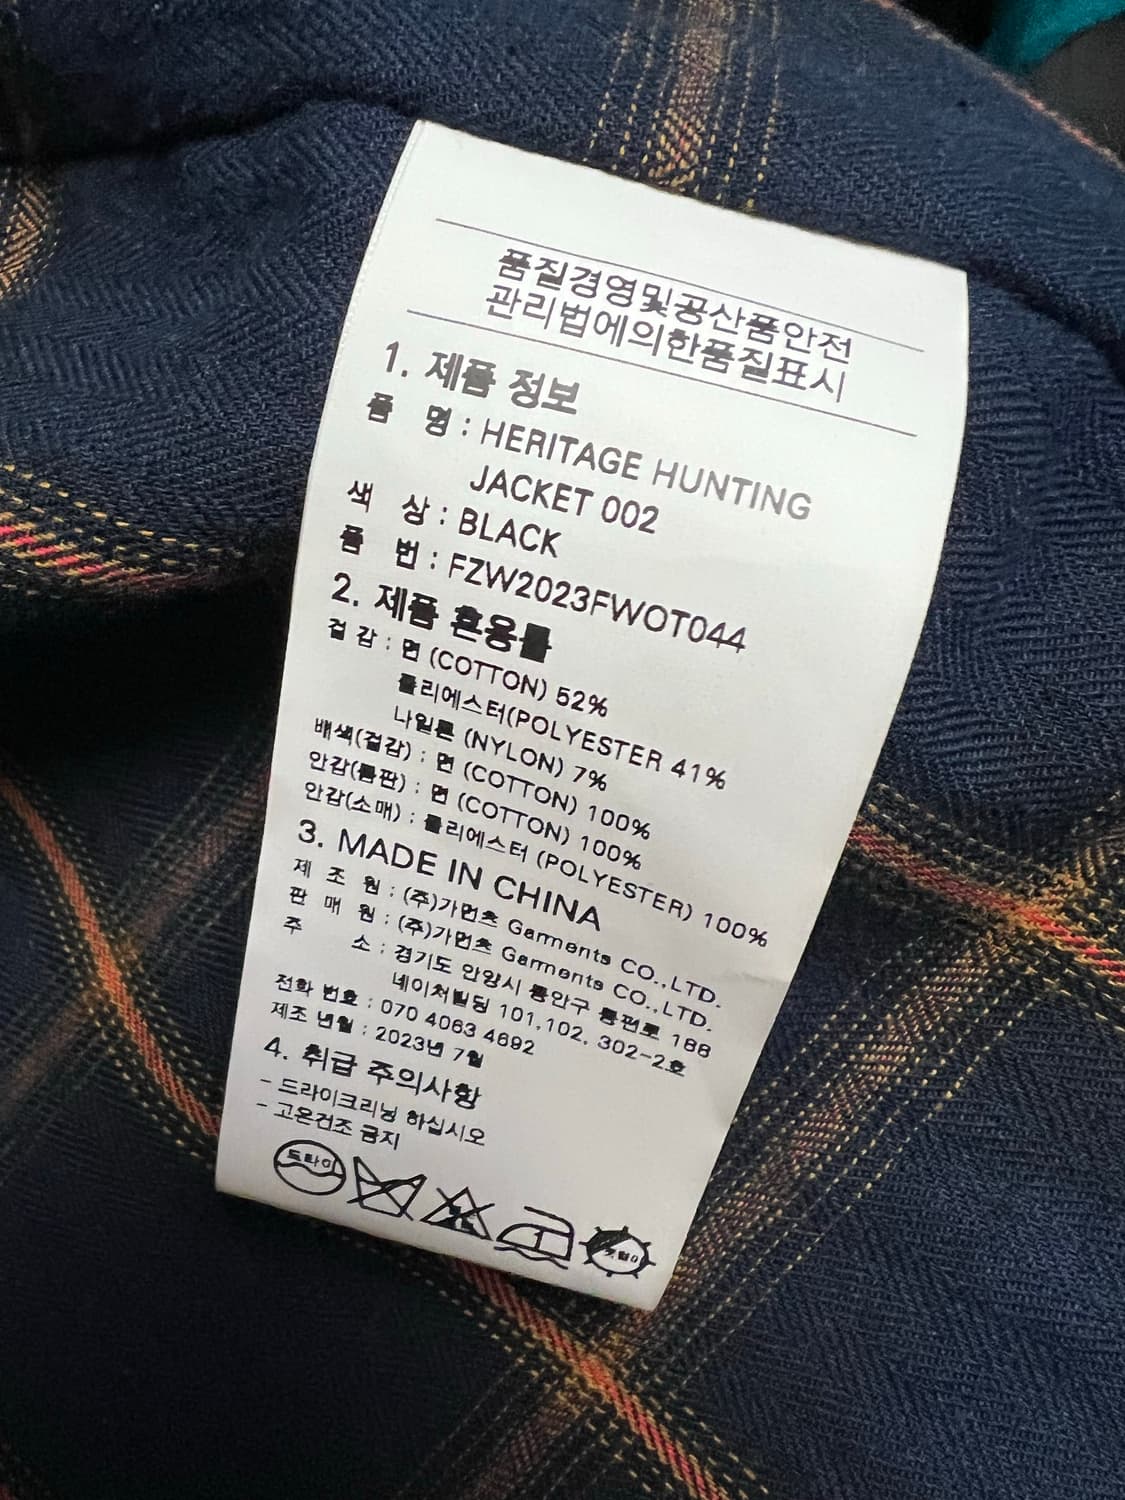 품질경영및공산품안전
관리법에의한품질표시
1. 제품 정보
품 명 : HERITAGE HUNTING
JACKET 002
색 상 : BLACK
품 번 : FZW2023FWOT044
2. 제품 혼용률
겉 감 : 면 (COTTON) 52%
폴리에스터(POLYESTER 41%
나일론 (NYLON) 7%
배색(겉감) : 면 (COTTON) 100%
안감(몸판) : 면 (COTTON) 100%
안감(소매) : 폴리에스터 (POLYESTER) 100%
3. MADE IN CHINA
제 조 원 : (주)가먼츠 Garments CO.,LTD.
판 매 원 : (주)가먼츠 Garments CO.,LTD.
주 소 : 경기도 안양시 동안구 동편로 188
네이처빌딩 101,102, 302-2호
전화 번호 : 070 4063 4692
제조 년월 : 2023년 7월
4. 취급 주의사항
- 드라이크리닝 하십시오
- 고온건조 금지
드라이